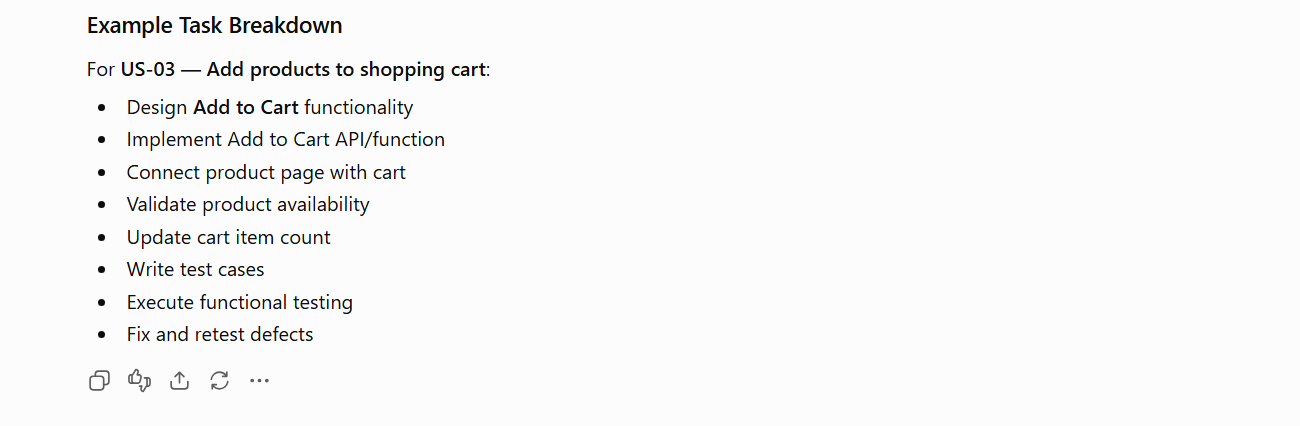 Example Task Breakdown
For US-03 — Add products to shopping cart:
• Design Add to Cart functionality
• Implement Add to Cart API/function
• Connect product page with cart
• Validate product availability
• Update cart item count
• Write test cases
• Execute functional testing
• Fix and retest defects